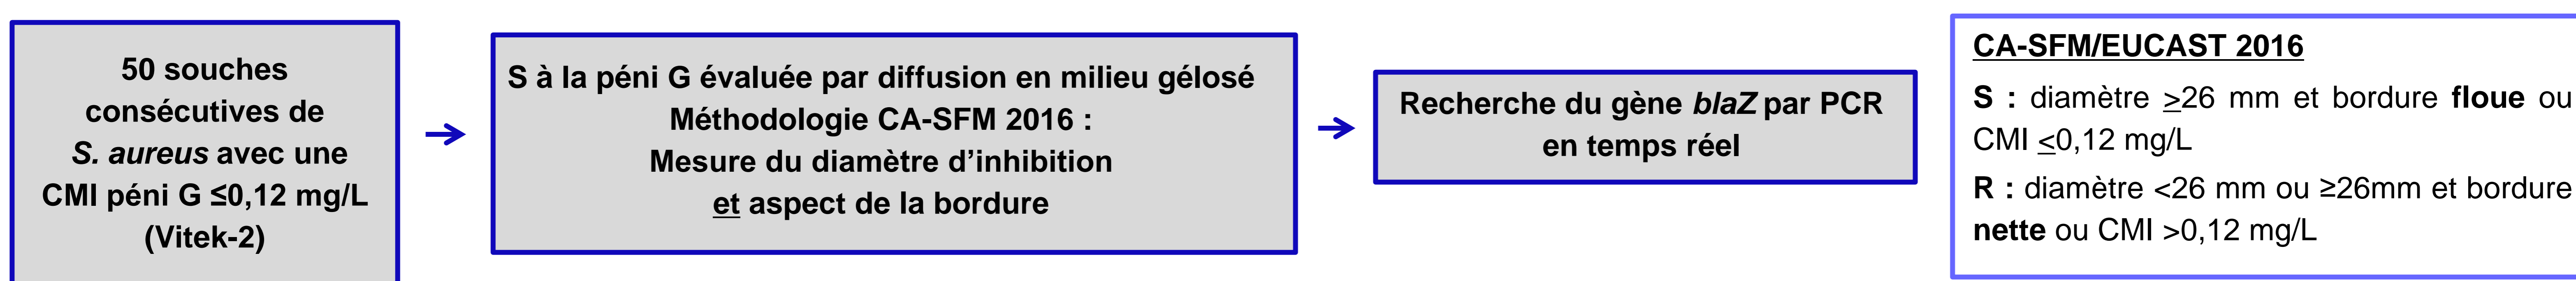 50 souches
consécutives de
S. aureus avec une
CMI péni G ≤0,12 mg/L
(Vitek-2)
S à la péni G évaluée par diffusion en milieu gélosé
Méthodologie CA-SFM 2016 :
Mesure du diamètre d’inhibition
et aspect de la bordure
Recherche du gène blaZ par PCR
en temps réel
CA-SFM/EUCAST 2016
S : diamètre >26 mm et bordure floue ou
CMI <0,12 mg/L
R : diamètre <26 mm ou ≥26mm et bordure
nette ou CMI >0,12 mg/L